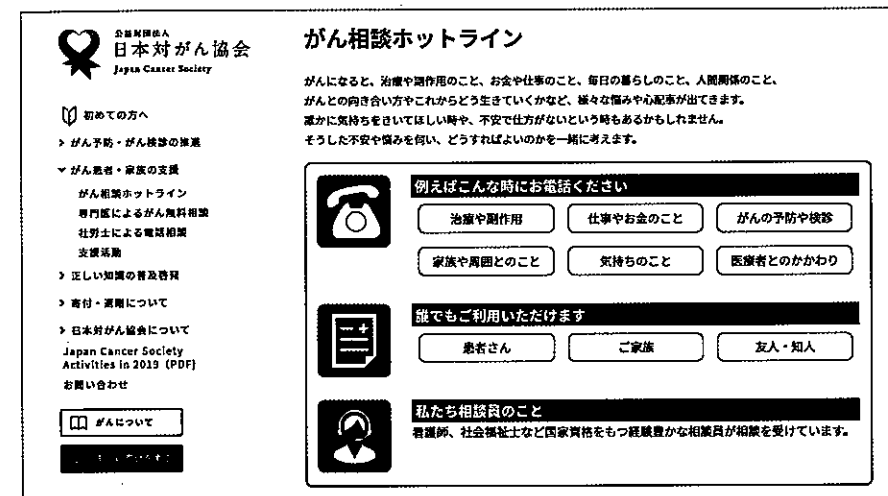 公益財団法人
日本対がん協会
Japan Cancer Society
初めての方へ
> がん予防・がん検診の推進
がん患者・家族の支援
がん相談ホットライン
専門医によるがん無料相談
社労士による電話相談
支援活動
> 正しい知識の普及啓発
> 寄付・遺贈について
> 日本対がん協会について
Japan Cancer Society
Activities in 2019 (PDF)
お問い合わせ
がんについて
がん相談ホットライン
がんになると、治療や副作用のこと、お金や仕事のこと、毎日の暮らしのこと、人間関係のこと、
がんとの向き合い方やこれからどう生きていくかなど、様々な悩みや心配事が出てきます。
誰かに気持ちをきいてほしい時や、不安で仕方がないという時もあるかもしれません。
そうした不安や悩みを伺い、どうすればよいのかを一緒に考えます。
例えばこんな時にお電話ください
治療や副作用
仕事やお金のこと
がんの予防や検診
家族や周囲とのこと
気持ちのこと
医療者とのかかわり
誰でもご利用いただけます
患者さん
ご家族
友人・知人
私たち相談員のこと
看護師、社会福祉士など国家資格をもつ経験豊かな相談員が相談を受けています。